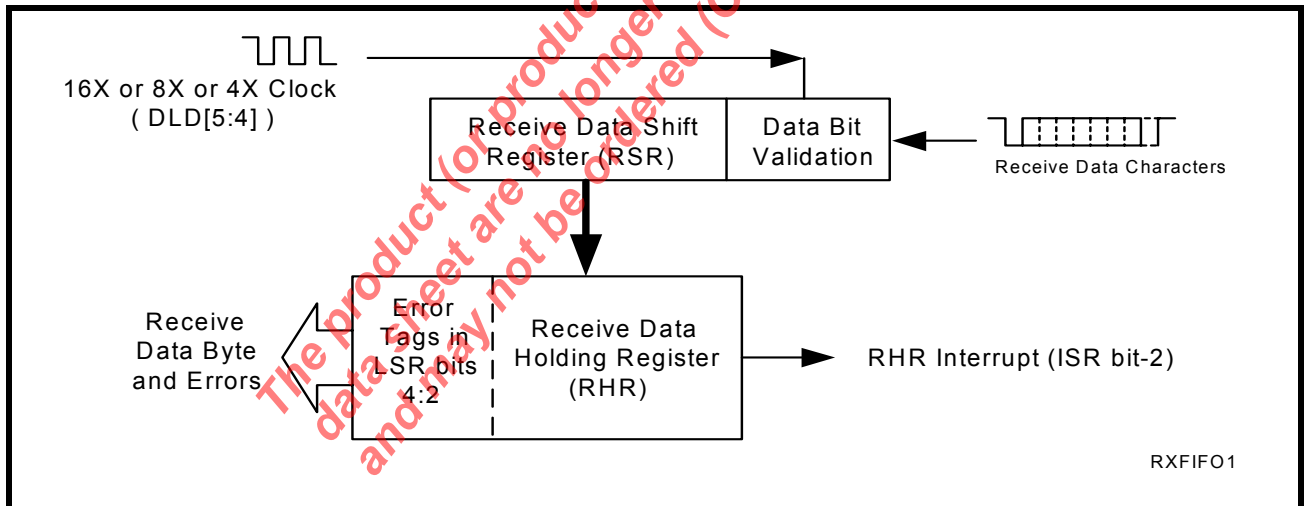 16X or 8X or 4X Clock
( DLD[5:4] )
Receive Data Shift
Register (RSR)
Data Bit
Validation
Receive Data Characters
Receive
Data Byte
and Errors
Error
Tags in
LSR bits
4:2
Receive Data
Holding Register
(RHR)
RHR Interrupt (ISR bit-2)
RXFIFO1
The product (or produc
data sheet are no longer
and may not be ordered (O